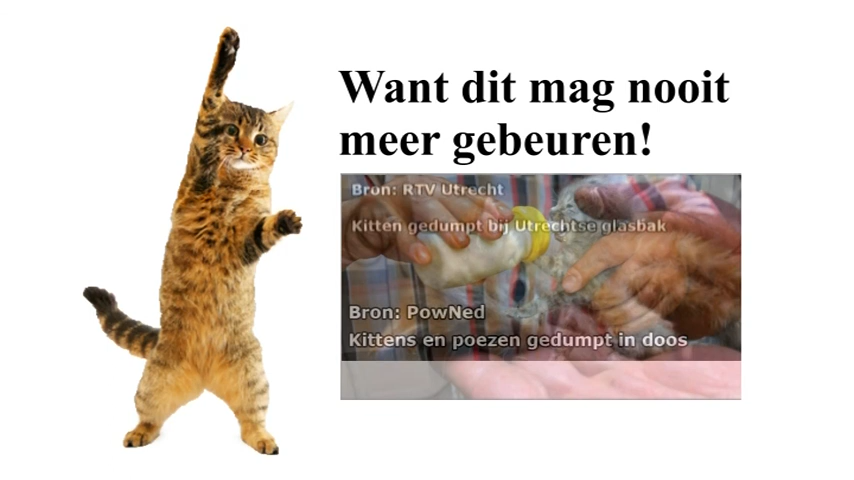 Want dit mag nooit
meer gebeuren!
Bron: RTV Utrecht
Kitten gedumpt bij Utrechtse glasbak
Bron: PowNed
Kittens en poezen gedumpt in doos